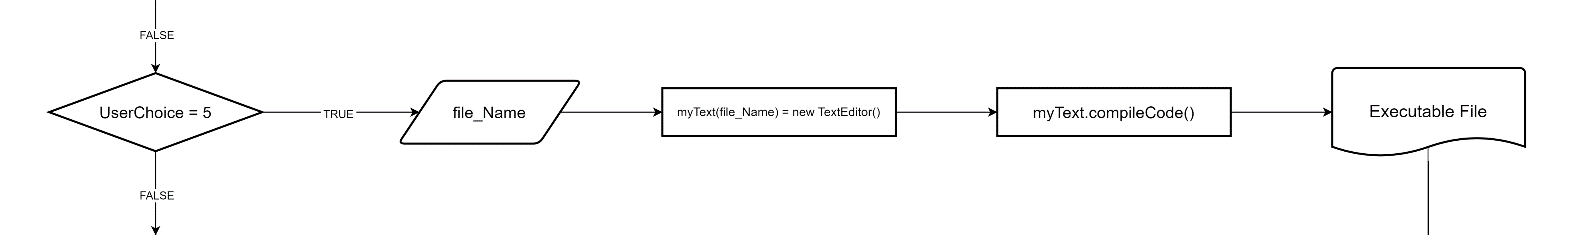 FALSE
UserChoice = 5
TRUE
file_Name
myText(file_Name) = new TextEditor()
myText.compileCode()
Executable File
FALSE